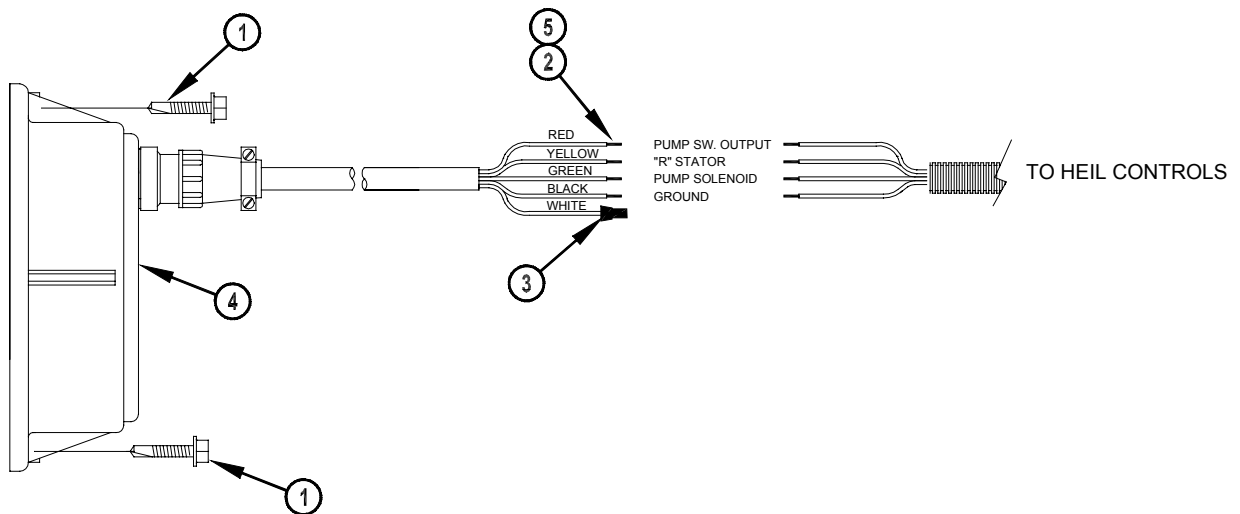 1
5
2
RED
PUMP SW. OUTPUT
YELLOW
"R" STATOR
GREEN
PUMP SOLENOID
BLACK
GROUND
WHITE
TO HEIL CONTROLS
3
4
1